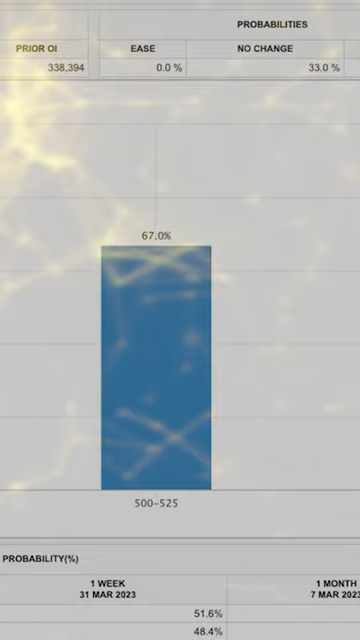 PROBABILITIES
PRIOR OI EASE NO CHANGE
338,394 0.0 % 33.0 %
67.0%
500-525
PROBABILITY(%)
1 WEEK 1 MONTH
31 MAR 2023 7 MAR 2023
51.6%
48.4%